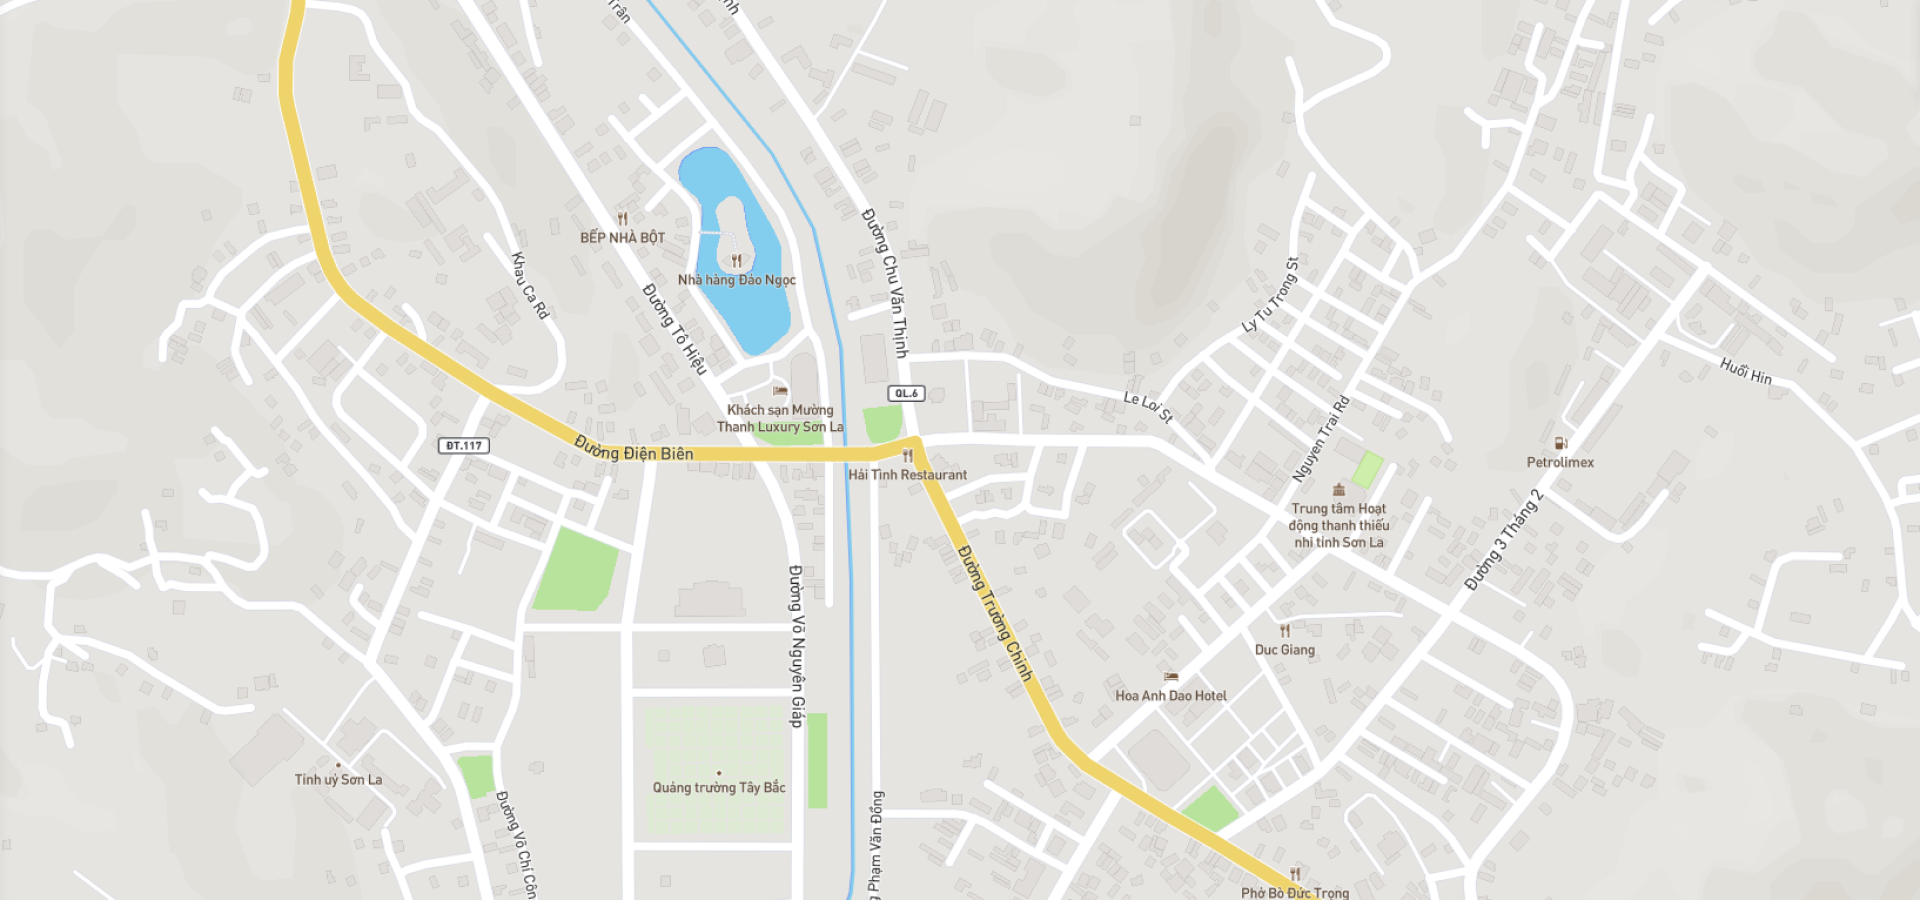 Trần
BẾP NHÀ BỘT
Nhà hàng Đảo Ngọc
Đường Chu Văn Thịnh
Khau Ca Rd
Đường Tô Hiệu
Ly Tu Trong St
Huổi Hin
QL.6
Le Loi St
Khách sạn Mường
Thanh Luxury Sơn La
Nguyen Trai Rd
ĐT.117
Đường Điện Biên
Hải Tình Restaurant
Petrolimex
Trung tâm Hoạt
động thanh thiếu
nhi tỉnh Sơn La
Đường 3 Tháng 2
Đường Trường Chinh
Đường Võ Nguyên Giáp
Duc Giang
Hoa Anh Dao Hotel
Tỉnh uỷ Sơn La
Quảng trường Tây Bắc
Đường Võ Chí Côn
Phạm Văn Đồng
Phở Bò Đức Trọng